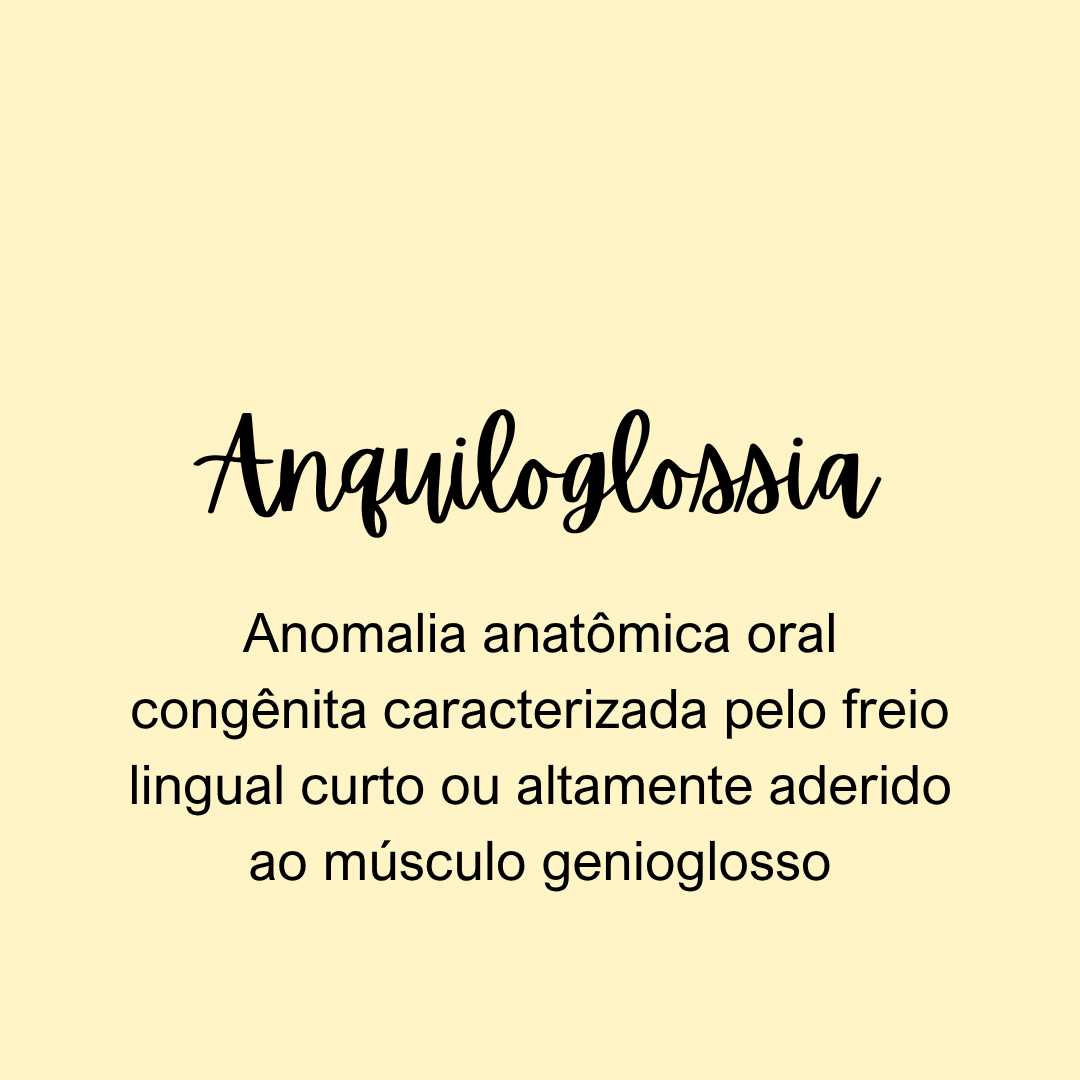 Anquiloglossia
Anomalia anatômica oral
congênita caracterizada pelo freio
lingual curto ou altamente aderido
ao músculo genioglosso